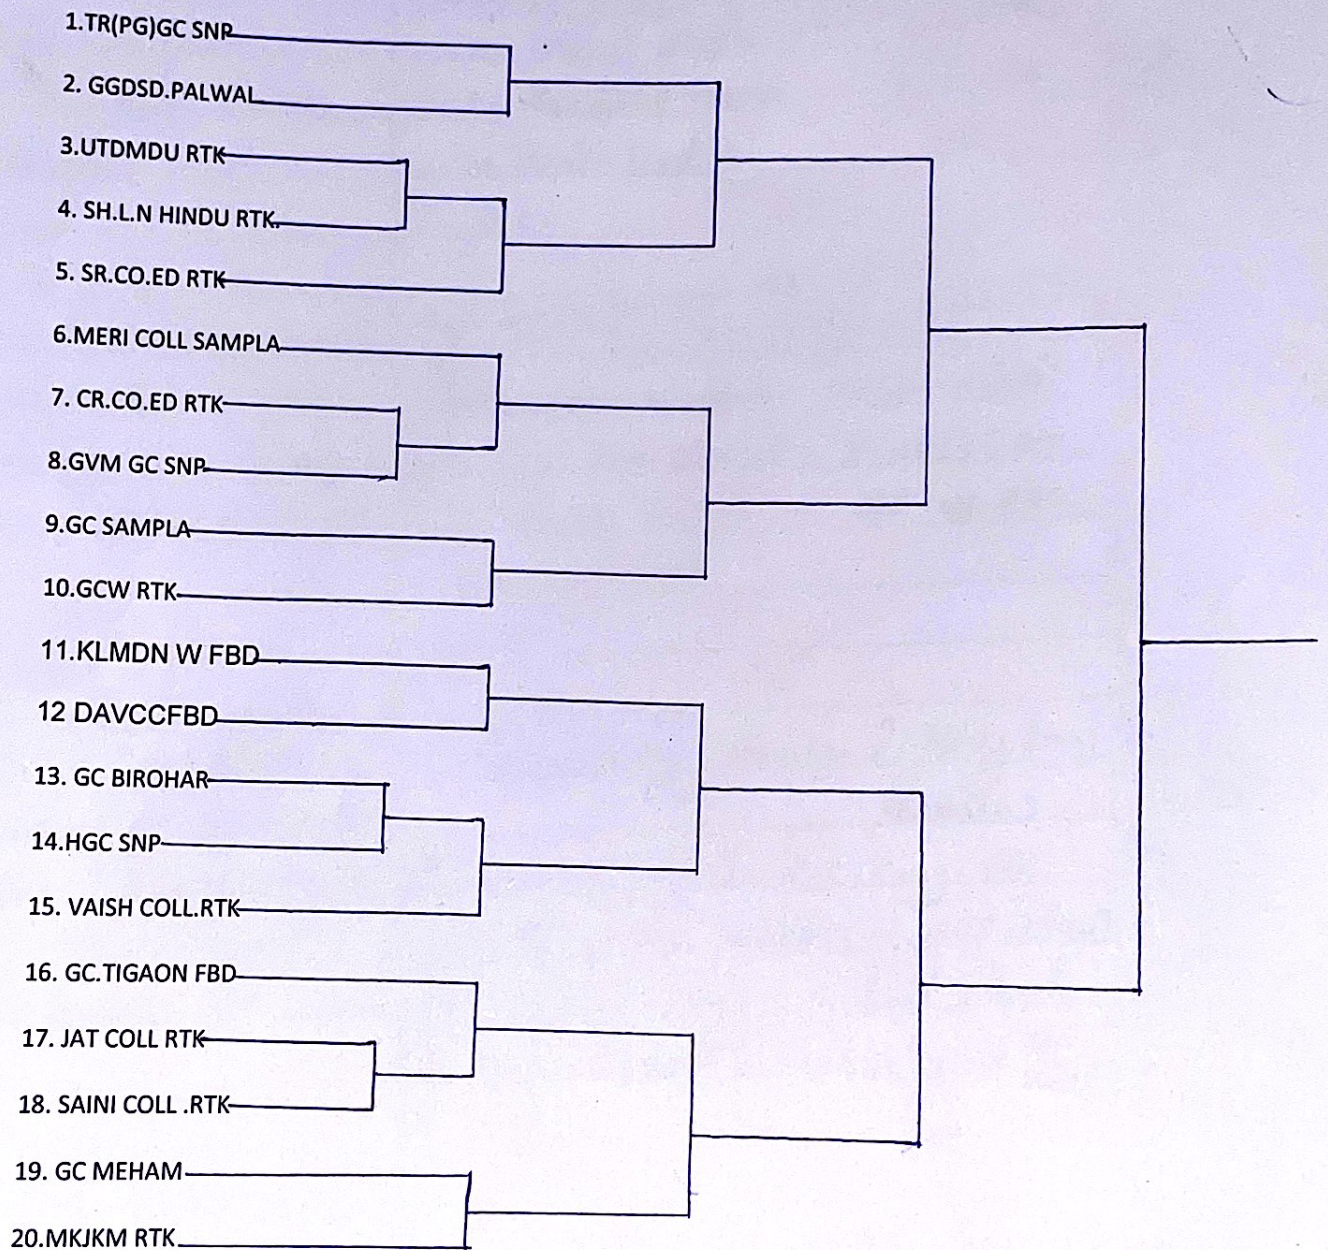 1.TR(PG)GC SNP
2. GGDSD.PALWAL
3.UTDMDU RTK
4. SH.L.N HINDU RTK.
5. SR.CO.ED RTK
6.MERI COLL SAMPLA
7. CR.CO.ED RTK
8.GVM GC SNP
9.GC SAMPLA
10.GCW RTK
11.KLMDN W FBD
12 DAVCCFBD
13. GC BIROHAR
14.HGC SNP
15. VAISH COLL.RTK
16. GC.TIGAON FBD
17. JAT COLL RTK
18. SAINI COLL .RTK
19. GC MEHAM
20.MKJKM RTK